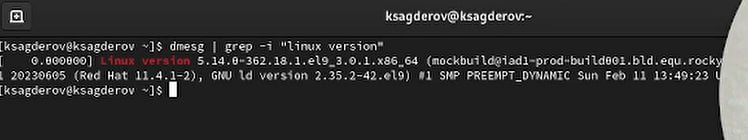 ksagderov@ksagderov:~
[ksagderov@ksagderov ~]$ dmesg | grep -i "linux version"
[    0.000000] Linux version 5.14.0-362.18.1.el9_3.0.1.x86_64 (mockbuild@iad1-prod-build001.bld.equ.rocky
1 20230605 (Red Hat 11.4.1-2), GNU ld version 2.35.2-42.el9) #1 SMP PREEMPT_DYNAMIC Sun Feb 11 13:49:23 U
[ksagderov@ksagderov ~]$